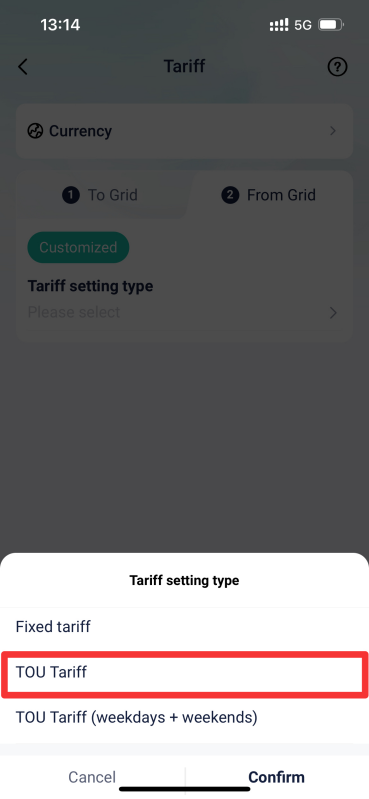 13:14
5G
Tariff
?
Currency
1 To Grid
2 From Grid
Customized
Tariff setting type
Please select
Tariff setting type
Fixed tariff
TOU Tariff
TOU Tariff (weekdays + weekends)
Cancel
Confirm